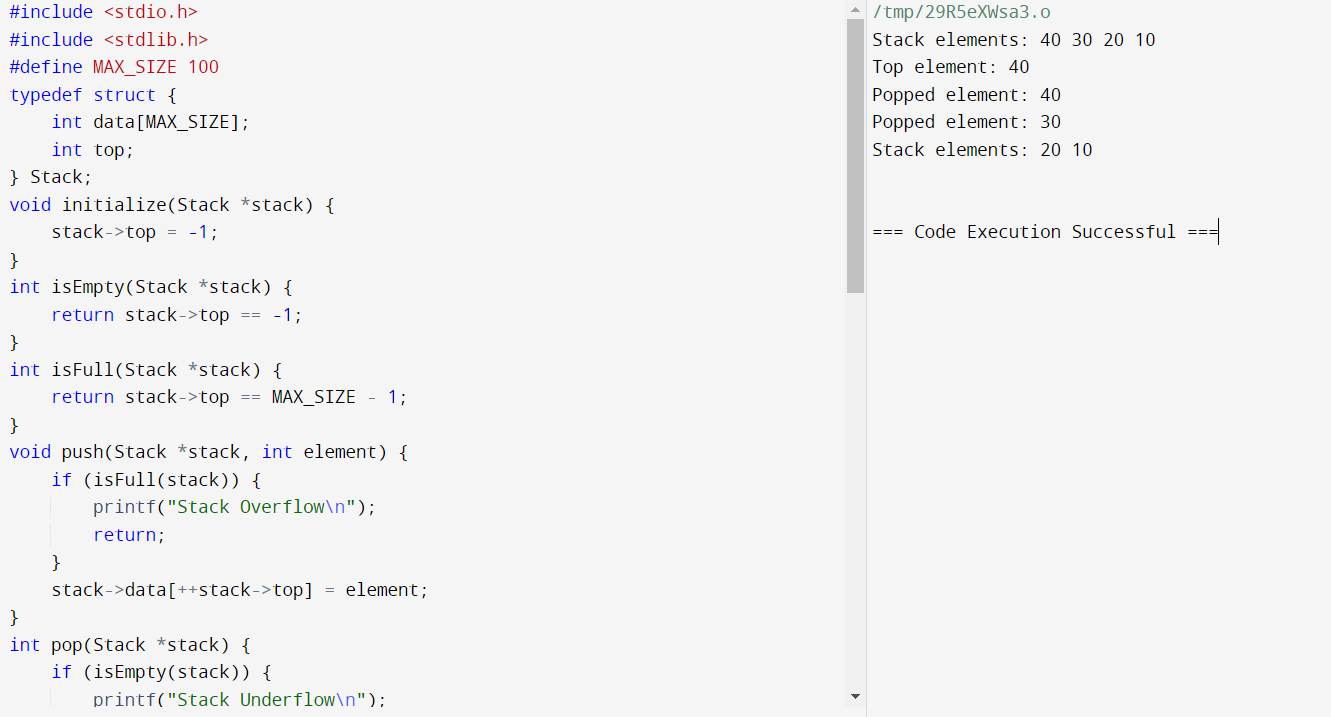 #include <stdio.h>
#include <stdlib.h>
#define MAX_SIZE 100
typedef struct {
    int data[MAX_SIZE];
    int top;
} Stack;
void initialize(Stack *stack) {
    stack->top = -1;
}
int isEmpty(Stack *stack) {
    return stack->top == -1;
}
int isFull(Stack *stack) {
    return stack->top == MAX_SIZE - 1;
}
void push(Stack *stack, int element) {
    if (isFull(stack)) {
        printf("Stack Overflow\n");
        return;
    }
    stack->data[++stack->top] = element;
}
int pop(Stack *stack) {
    if (isEmpty(stack)) {
        printf("Stack Underflow\n");
/tmp/29R5eXWsa3.o
Stack elements: 40 30 20 10
Top element: 40
Popped element: 40
Popped element: 30
Stack elements: 20 10
=== Code Execution Successful ===